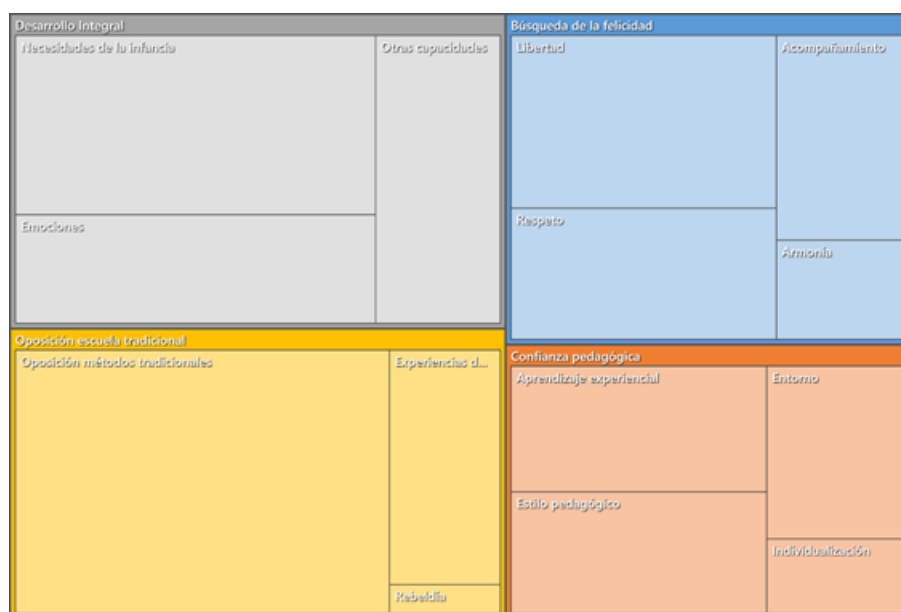 Desarrollo Integral
Necesidades de la infancia
Otras capacidades
Emociones
Búsqueda de la felicidad
Libertad
Acompañamiento
Respeto
Armonía
Oposición escuela tradicional
Oposición métodos tradicionales
Experiencias d...
Rebeldía
Confianza pedagógica
Aprendizaje experiencial
Entorno
Estilo pedagógico
Individualización